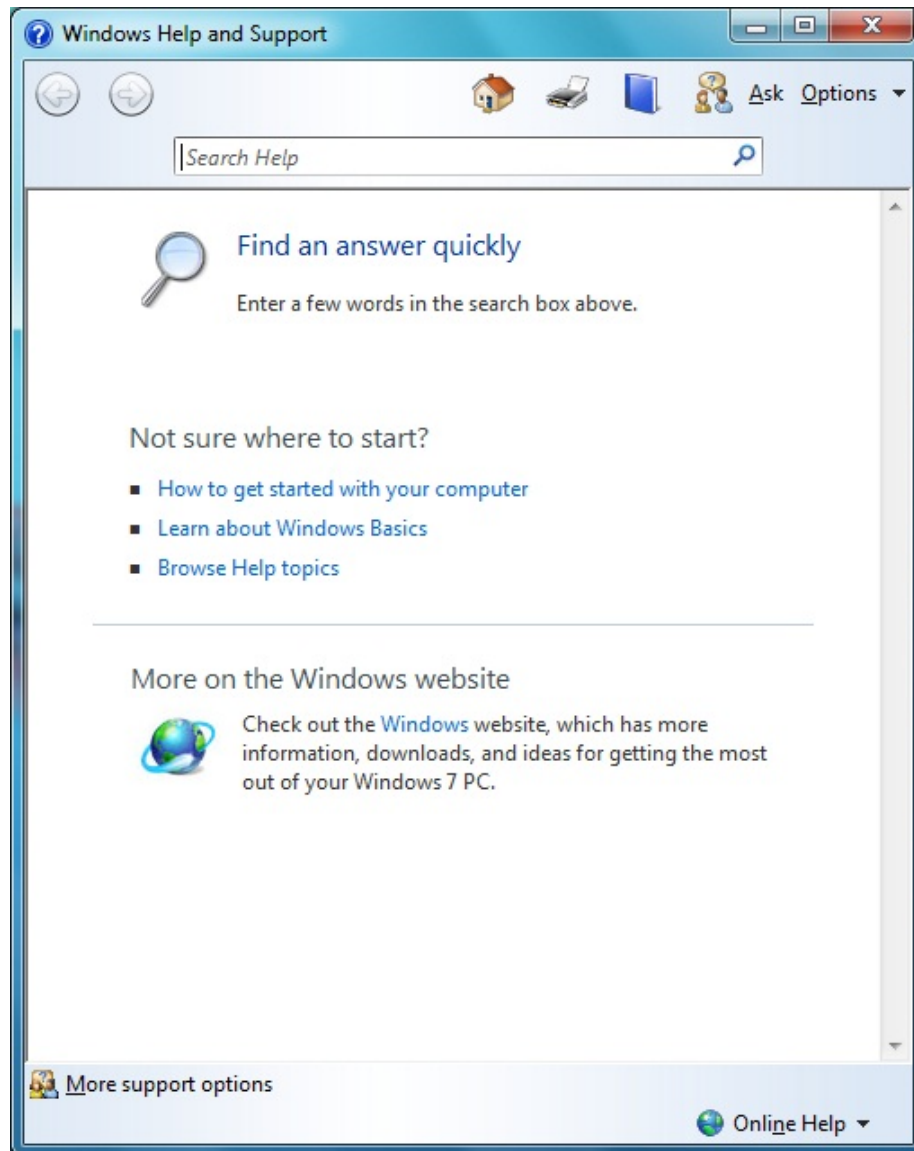 Windows Help and Support
Ask Options
Search Help
Find an answer quickly
Enter a few words in the search box above.
Not sure where to start?
How to get started with your computer
Learn about Windows Basics
Browse Help topics
More on the Windows website
Check out the Windows website, which has more
information, downloads, and ideas for getting the most
out of your Windows 7 PC.
More support options
Online Help